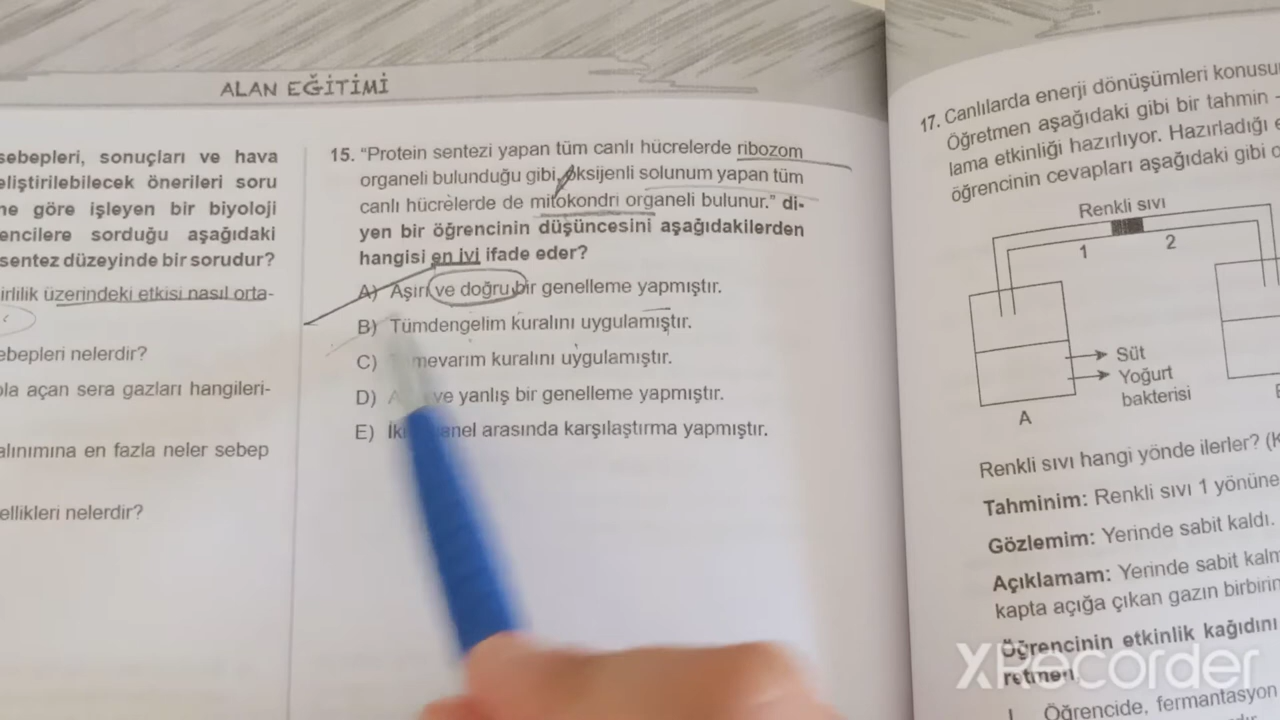 ALAN EĞİTİMİ
sebepleri, sonuçları ve hava
eliştirilebilecek önerileri soru
ne göre işleyen bir biyoloji
encilere sorduğu aşağıdaki
sentez düzeyinde bir sorudur?
irlilik üzerindeki etkisi nasıl orta-
ebepleri nelerdir?
ola açan sera gazları hangileri-
alınımına en fazla neler sebep
ellikleri nelerdir?
15. “Protein sentezi yapan tüm canlı hücrelerde ribozom
organeli bulunduğu gibi, oksijenli solunum yapan tüm
canlı hücrelerde de mitokondri organeli bulunur.” di-
yen bir öğrencinin düşüncesini aşağıdakilerden
hangisi en iyi ifade eder?
A) Aşırı ve doğru bir genelleme yapmıştır.
B) Tümdengelim kuralını uygulamıştır.
C) mevarım kuralını uygulamıştır.
D) ve yanlış bir genelleme yapmıştır.
E) İki anel arasında karşılaştırma yapmıştır.
17. Canlılarda enerji dönüşümleri konusu
Öğretmen aşağıdaki gibi bir tahmin -
lama etkinliği hazırlıyor. Hazırladığı e
öğrencinin cevapları aşağıdaki gibi o
Renkli sıvı
1 2
Süt
Yoğurt
bakterisi
A
Renkli sıvı hangi yönde ilerler? (K
Tahminim: Renkli sıvı 1 yönüne
Gözlemim: Yerinde sabit kaldı.
Açıklamam: Yerinde sabit kalm
kapta açığa çıkan gazın birbirin
Öğrencinin etkinlik kağıdını
retmen,
I. Öğrencide, fermantasyon
XRecorder